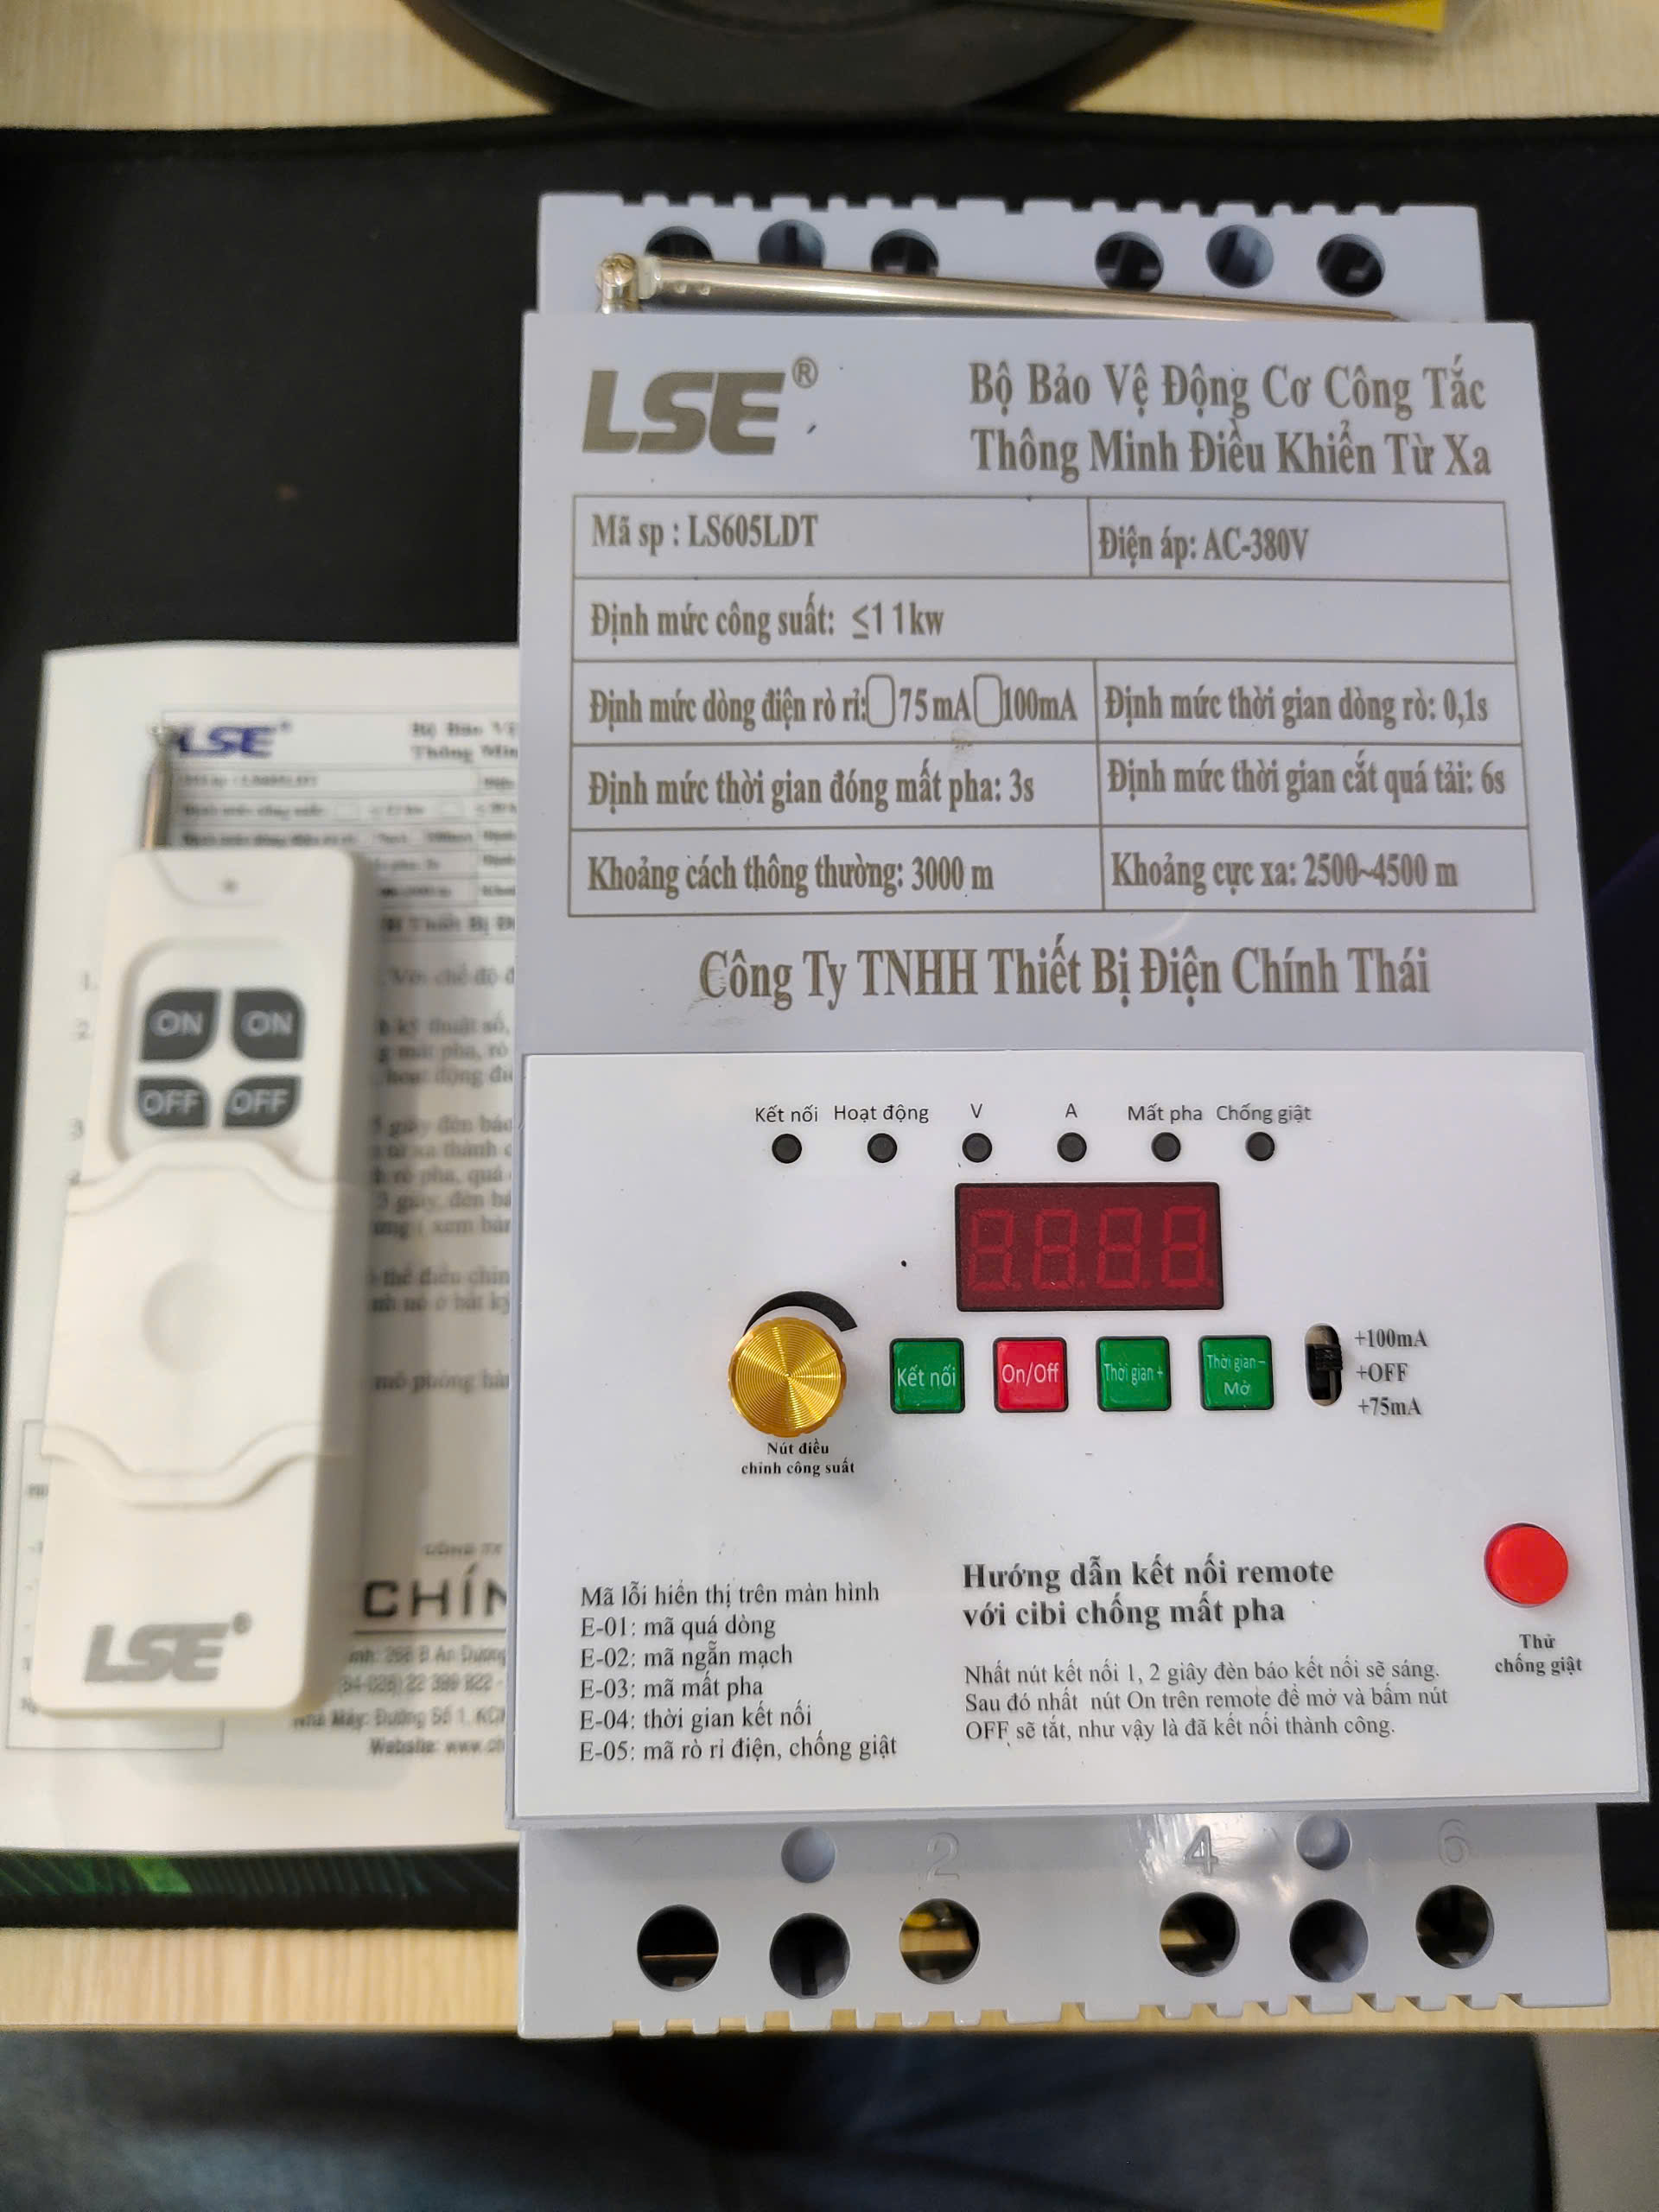 LSE®
Bộ Bảo Vệ Động Cơ Công Tắc
Thông Minh Điều Khiển Từ Xa
Mã sp : LS605LDT
Điện áp: AC-380V
Định mức công suất: ≤11kw
Định mức dòng điện rò rỉ: 75 mA 100mA
Định mức thời gian dòng rò: 0,1s
Định mức thời gian đóng mất pha: 3s
Định mức thời gian cắt quá tải: 6s
Khoảng cách thông thường: 3000 m
Khoảng cực xa: 2500~4500 m
Công Ty TNHH Thiết Bị Điện Chính Thái
Kết nối Hoạt động V A Mất pha Chống giật
Kết nối
On/Off
Thời gian +
Thời gian –
Mở
+100mA
+OFF
+75mA
Nút điều
chỉnh công suất
Mã lỗi hiển thị trên màn hình
E-01: mã quá dòng
E-02: mã ngắn mạch
E-03: mã mất pha
E-04: thời gian kết nối
E-05: mã rò rỉ điện, chống giật
Hướng dẫn kết nối remote
với cibi chống mất pha
Nhất nút kết nối 1, 2 giây đèn báo kết nối sẽ sáng.
Sau đó nhất nút On trên remote để mở và bấm nút
OFF sẽ tắt, như vậy là đã kết nối thành công.
Thử
chống giật
2 4 6
ON ON
OFF OFF
LSE®
LSE®
Bộ Bảo Vệ
Thông Min
CHÍN
Website: www.